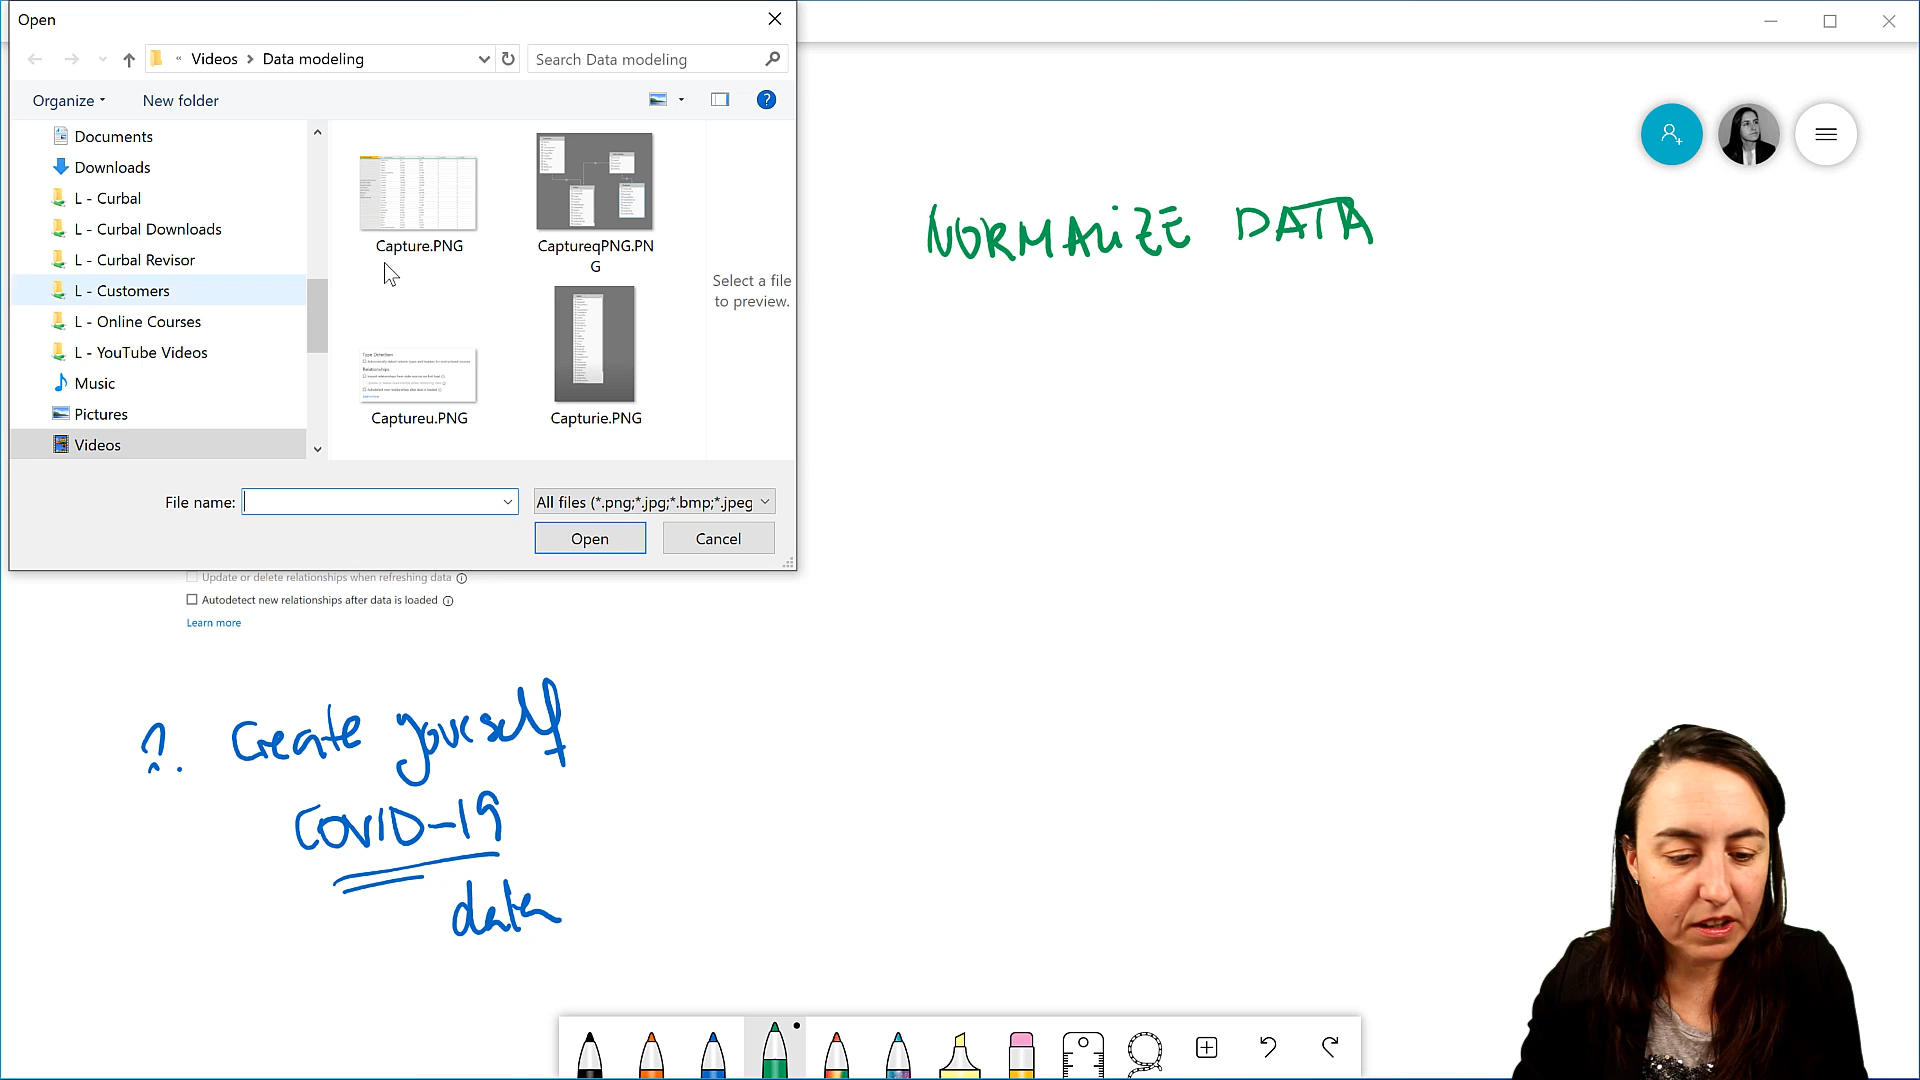 Open
« Videos > Data modeling
Search Data modeling
Organize
New folder
Documents
Downloads
L - Curbal
L - Curbal Downloads
L - Curbal Revisor
L - Customers
L - Online Courses
L - YouTube Videos
Music
Pictures
Videos
Capture.PNG
CaptureqPNG.PN
G
Captureu.PNG
Capturie.PNG
Select a file
to preview.
File name:
All files (*.png;*.jpg;*.bmp;*.jpeg
Open
Cancel
Update or delete relationships when refreshing data
Autodetect new relationships after data is loaded
Learn more
NORMALIZE DATA
?. Create yourself
COVID-19
data